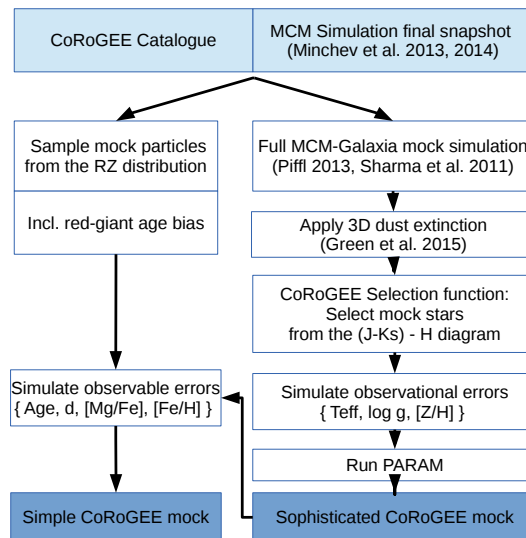 CoRoGEE Catalogue
MCM Simulation final snapshot
(Minchev et al. 2013, 2014)
Sample mock particles
from the RZ distribution
Incl. red-giant age bias
Simulate observable errors
{ Age, d, [Mg/Fe], [Fe/H] }
Simple CoRoGEE mock
Full MCM-Galaxia mock simulation
(Piffl 2013, Sharma et al. 2011)
Apply 3D dust extinction
(Green et al. 2015)
CoRoGEE Selection function:
Select mock stars
from the (J-Ks) - H diagram
Simulate observational errors
{ Teff, log g, [Z/H] }
Run PARAM
Sophisticated CoRoGEE mock